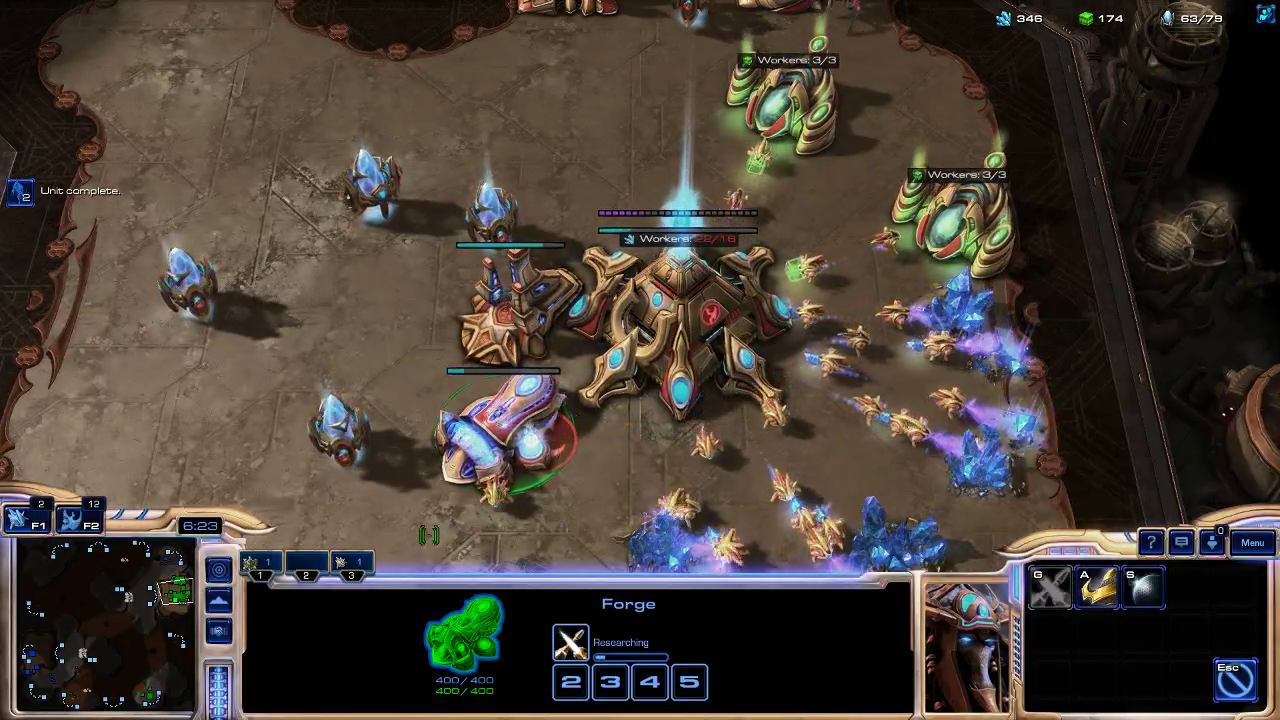 346 174 63/79
Workers: 3/3
Workers: 3/3
2 Unit complete.
Workers: 22/16
2 12
F1 F2
6:23
0
? Menu
1 1
1 2 3
G A S
Forge
Researching
400/400
400/400
2 3 4 5
Esc